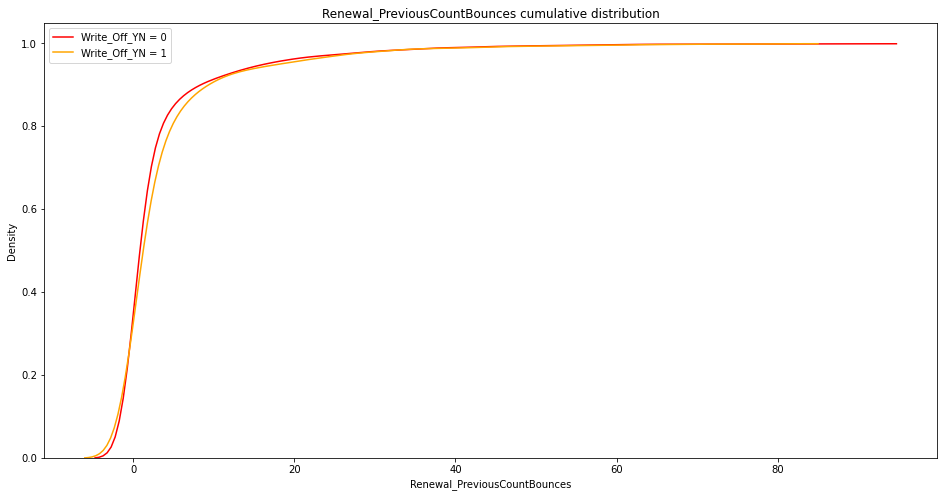 Renewal_PreviousCountBounces cumulative distribution
Write_Off_YN = 0
Write_Off_YN = 1
1.0
0.8
0.6
0.4
0.2
0.0
Density
0 20 40 60 80
Renewal_PreviousCountBounces